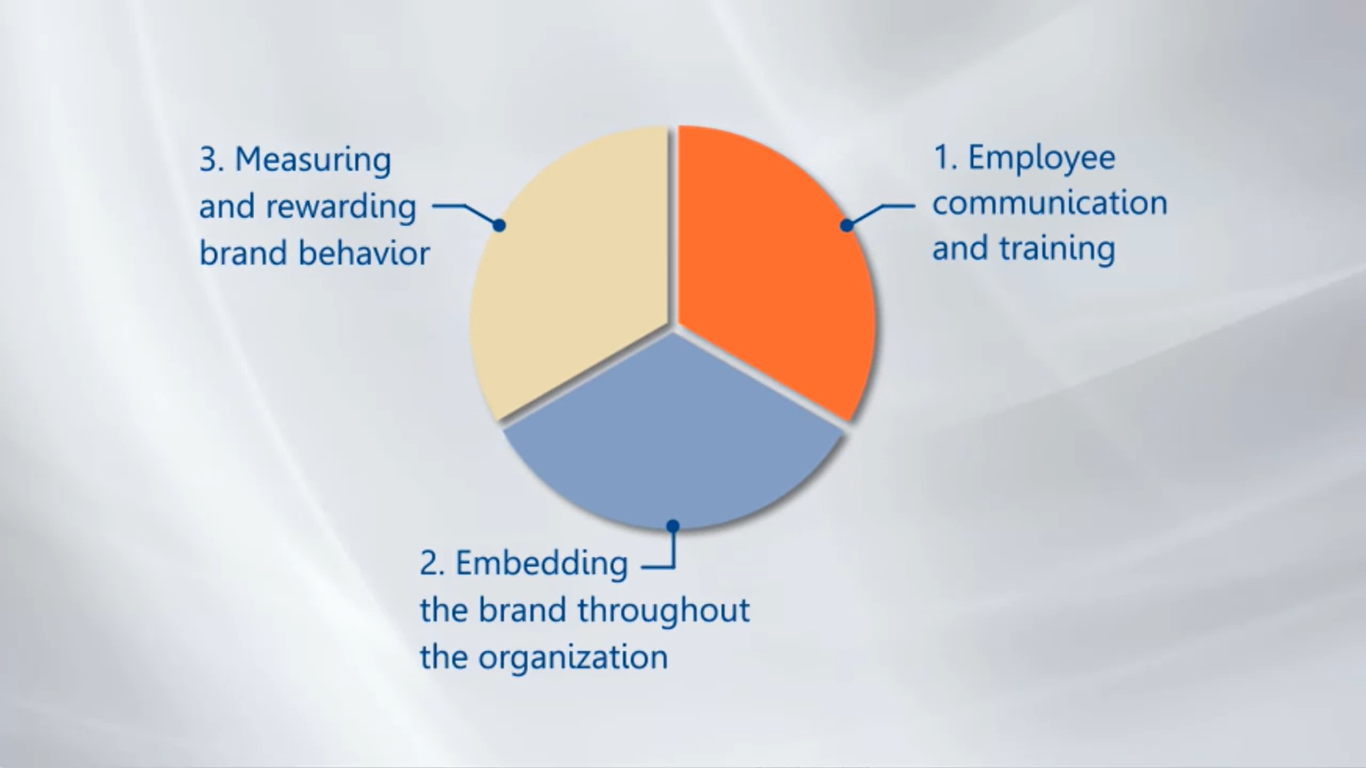 1. Employee
communication
and training
2. Embedding
the brand throughout
the organization
3. Measuring
and rewarding
brand behavior